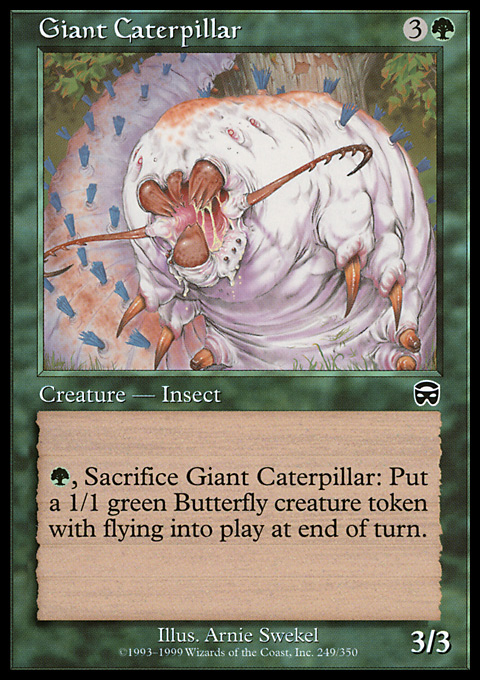 Giant Caterpillar 3
Creature — Insect
, Sacrifice Giant Caterpillar: Put
a 1/1 green Butterfly creature token
with flying into play at end of turn.
Illus. Arnie Swekel
©1993–1999 Wizards of the Coast, Inc. 249/350
3/3